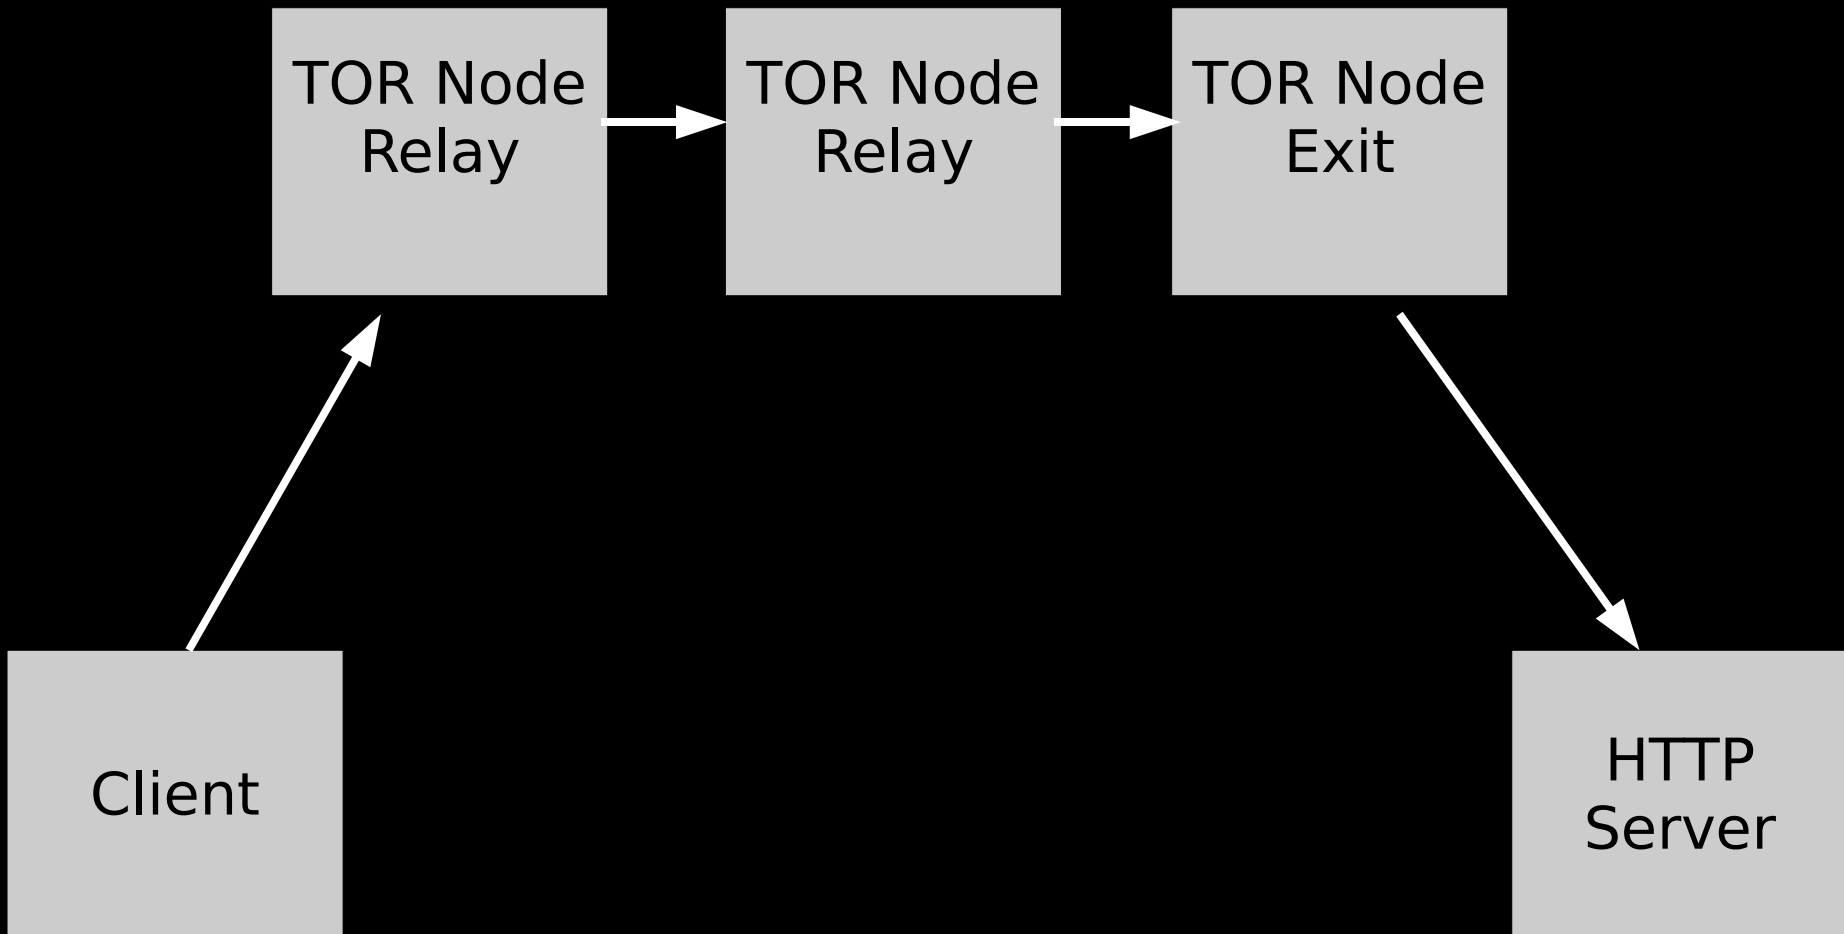 TOR Node
Relay
TOR Node
Relay
TOR Node
Exit
Client
HTTP
Server